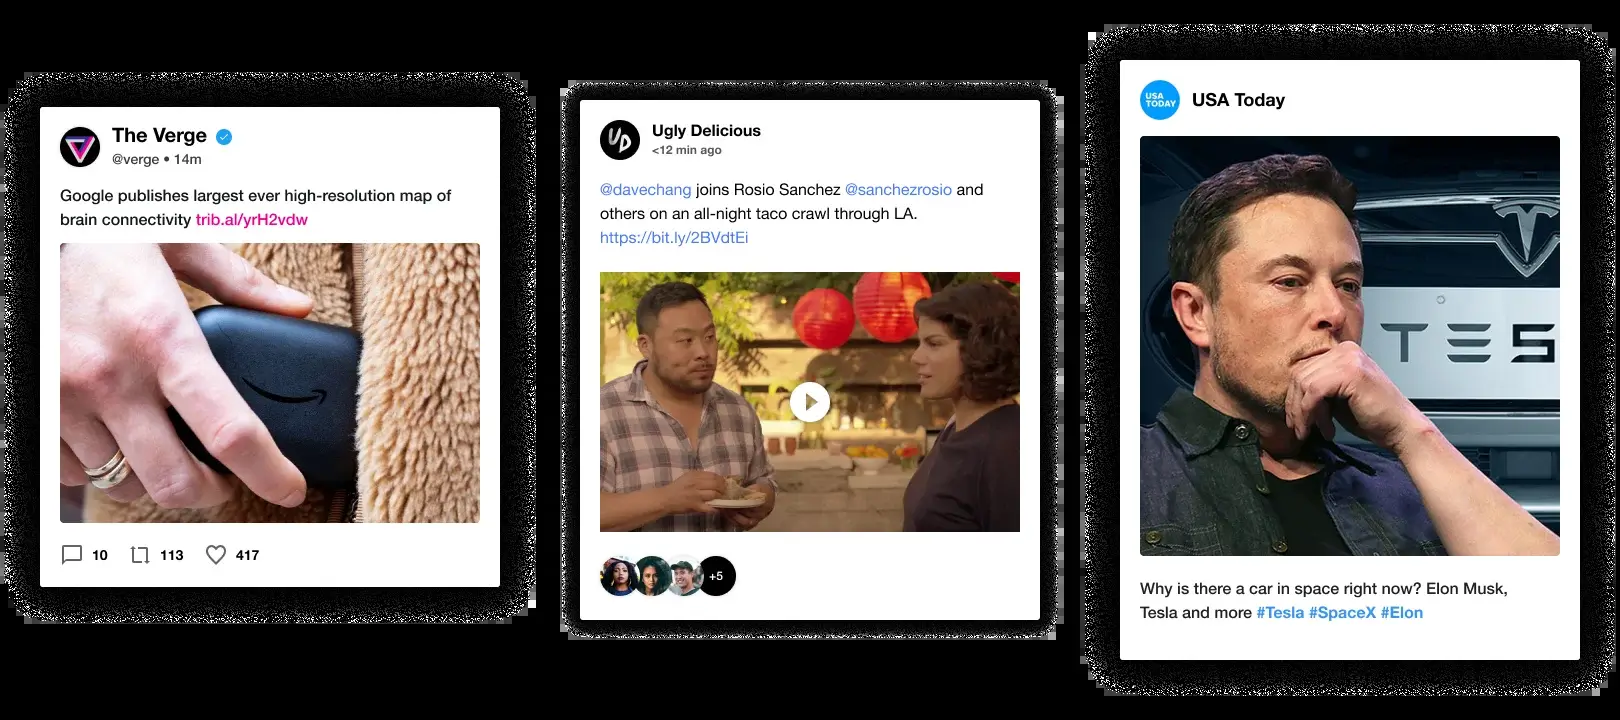 The Verge
@verge • 14m
Google publishes largest ever high-resolution map of
brain connectivity trib.al/yrH2vdw
10 113 417
UD
Ugly Delicious
<12 min ago
@davechang joins Rosio Sanchez @sanchezrosio and
others on an all-night taco crawl through LA.
https://bit.ly/2BVdtEi
+5
USA
TODAY
USA Today
TES
Why is there a car in space right now? Elon Musk,
Tesla and more #Tesla #SpaceX #Elon